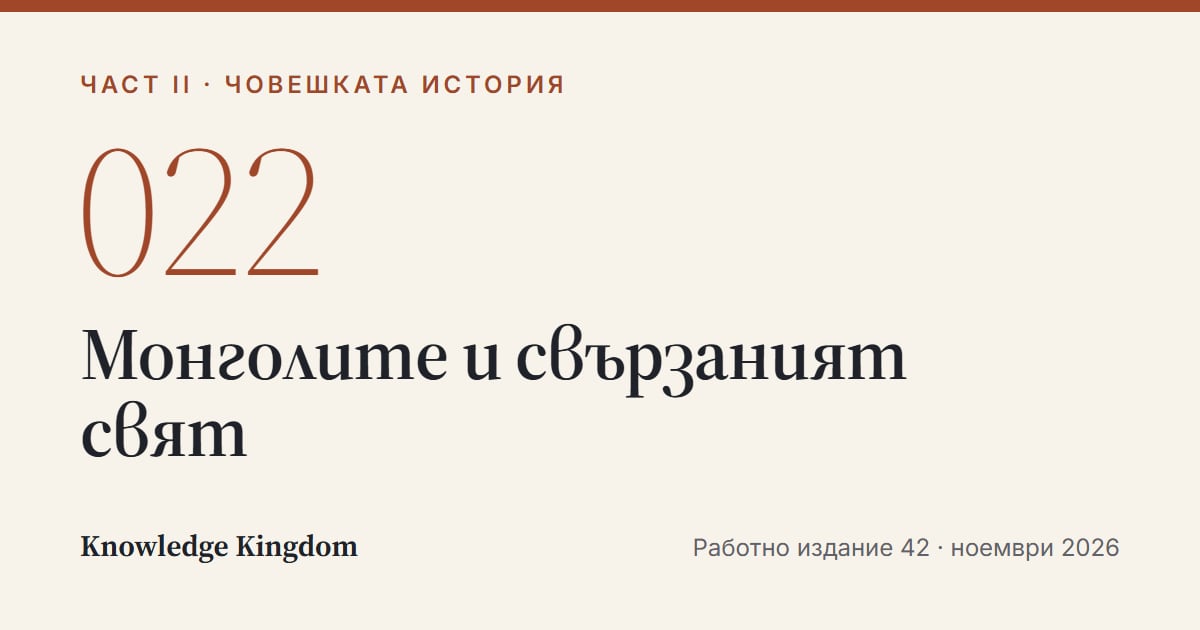 ЧАСТ II · ЧОВЕШКАТА ИСТОРИЯ
022
Монголите и свързаният
свят
Knowledge Kingdom
Работно издание 42 · ноември 2026